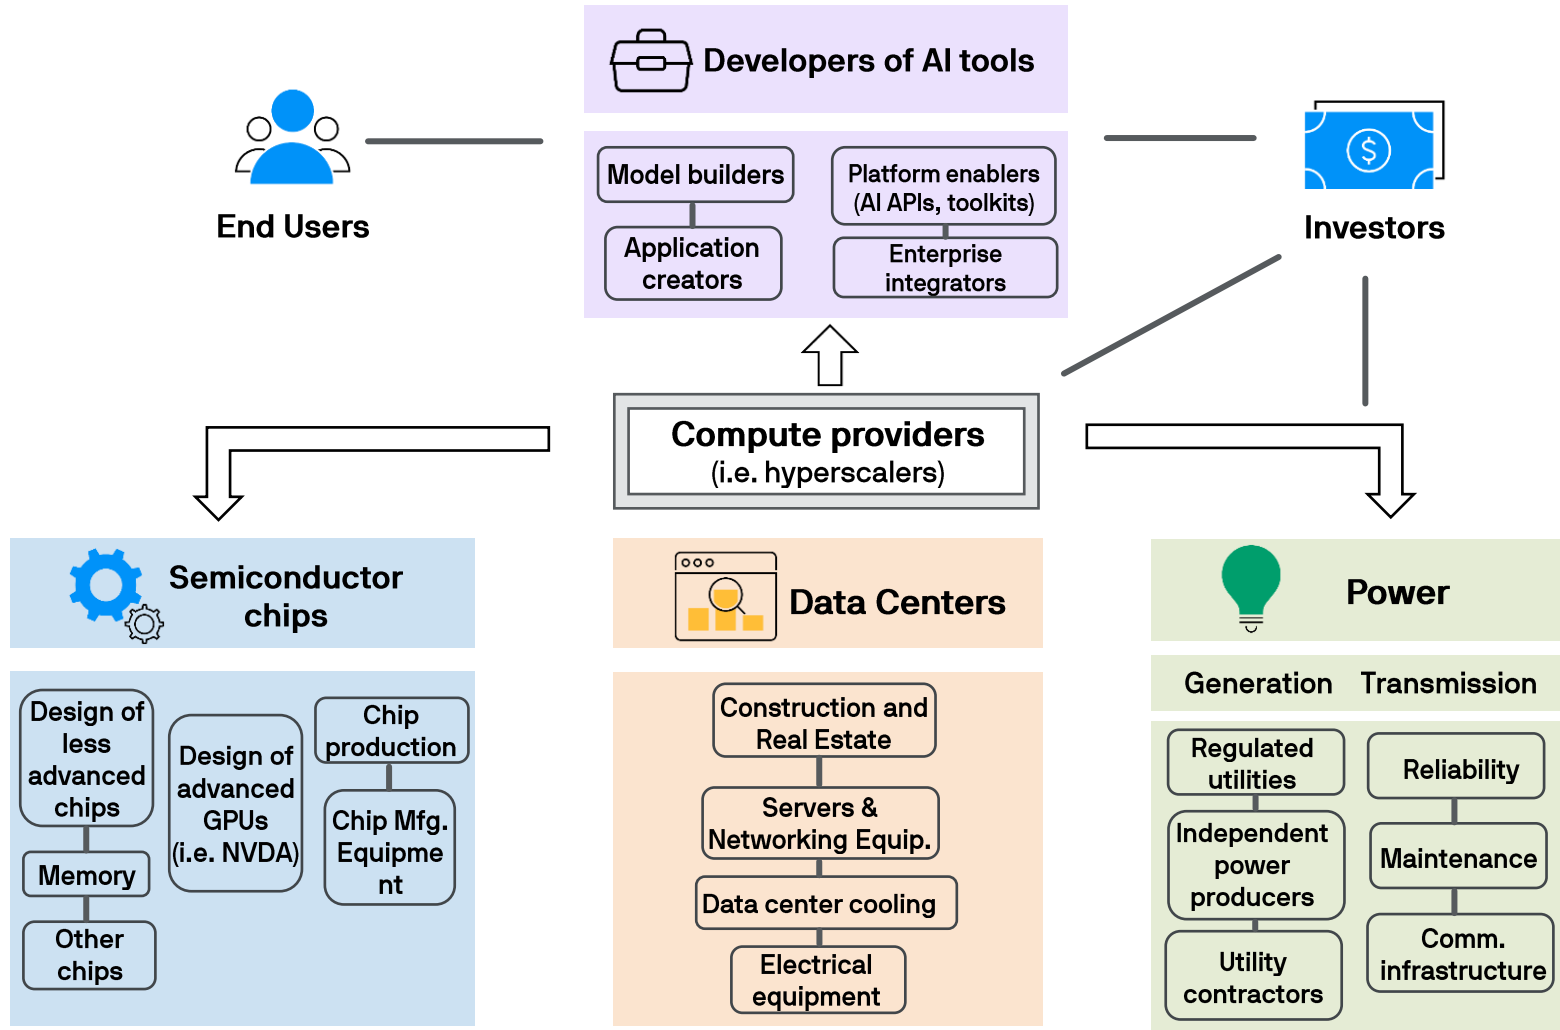 Developers of AI tools
End Users
Model builders
Application
creators
Platform enablers
(AI APIs, toolkits)
Enterprise
integrators
$
Investors
Compute providers
(i.e. hyperscalers)
Semiconductor
chips
Design of
less
advanced
chips
Memory
Other
chips
Design of
advanced
GPUs
(i.e. NVDA)
Chip
production
Chip Mfg.
Equipme
nt
Data Centers
Construction and
Real Estate
Servers &
Networking Equip.
Data center cooling
Electrical
equipment
Power
Generation
Transmission
Regulated
utilities
Independent
power
producers
Utility
contractors
Reliability
Maintenance
Comm.
infrastructure